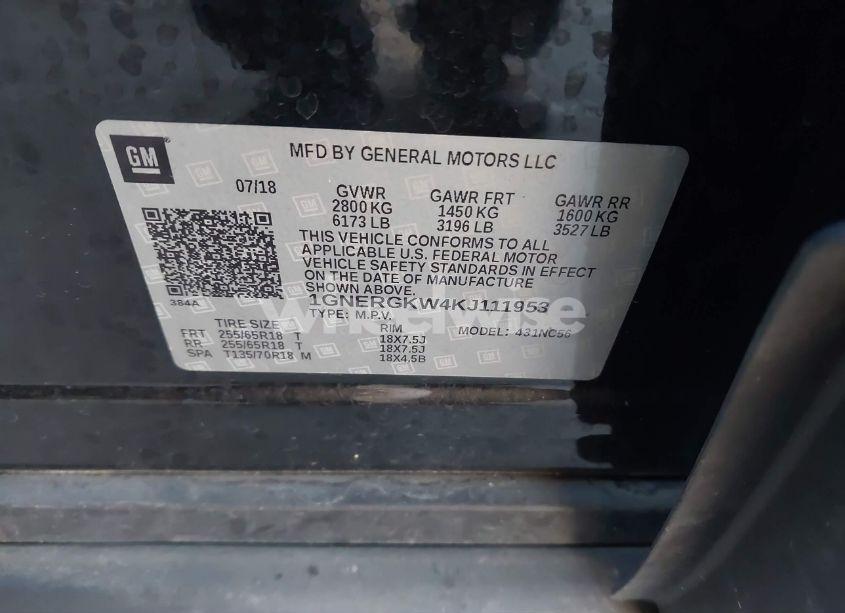 GM
MFD BY GENERAL MOTORS LLC
07/18
GVWR
2800 KG
6173 LB
GAWR FRT
1450 KG
3196 LB
GAWR RR
1600 KG
3527 LB
THIS VEHICLE CONFORMS TO ALL
APPLICABLE U.S. FEDERAL MOTOR
VEHICLE SAFETY STANDARDS IN EFFECT
ON THE DATE OF MANUFACTURE
SHOWN ABOVE.
384A
1GNERGKW4KJ111953
TYPE: M.P.V.
MODEL: 431NC56
wheelwise
TIRE SIZE RIM
FRT 255/65R18 T 18X7.5J
RR 255/65R18 T 18X7.5J
SPA T135/70R18 M 18X4.5B